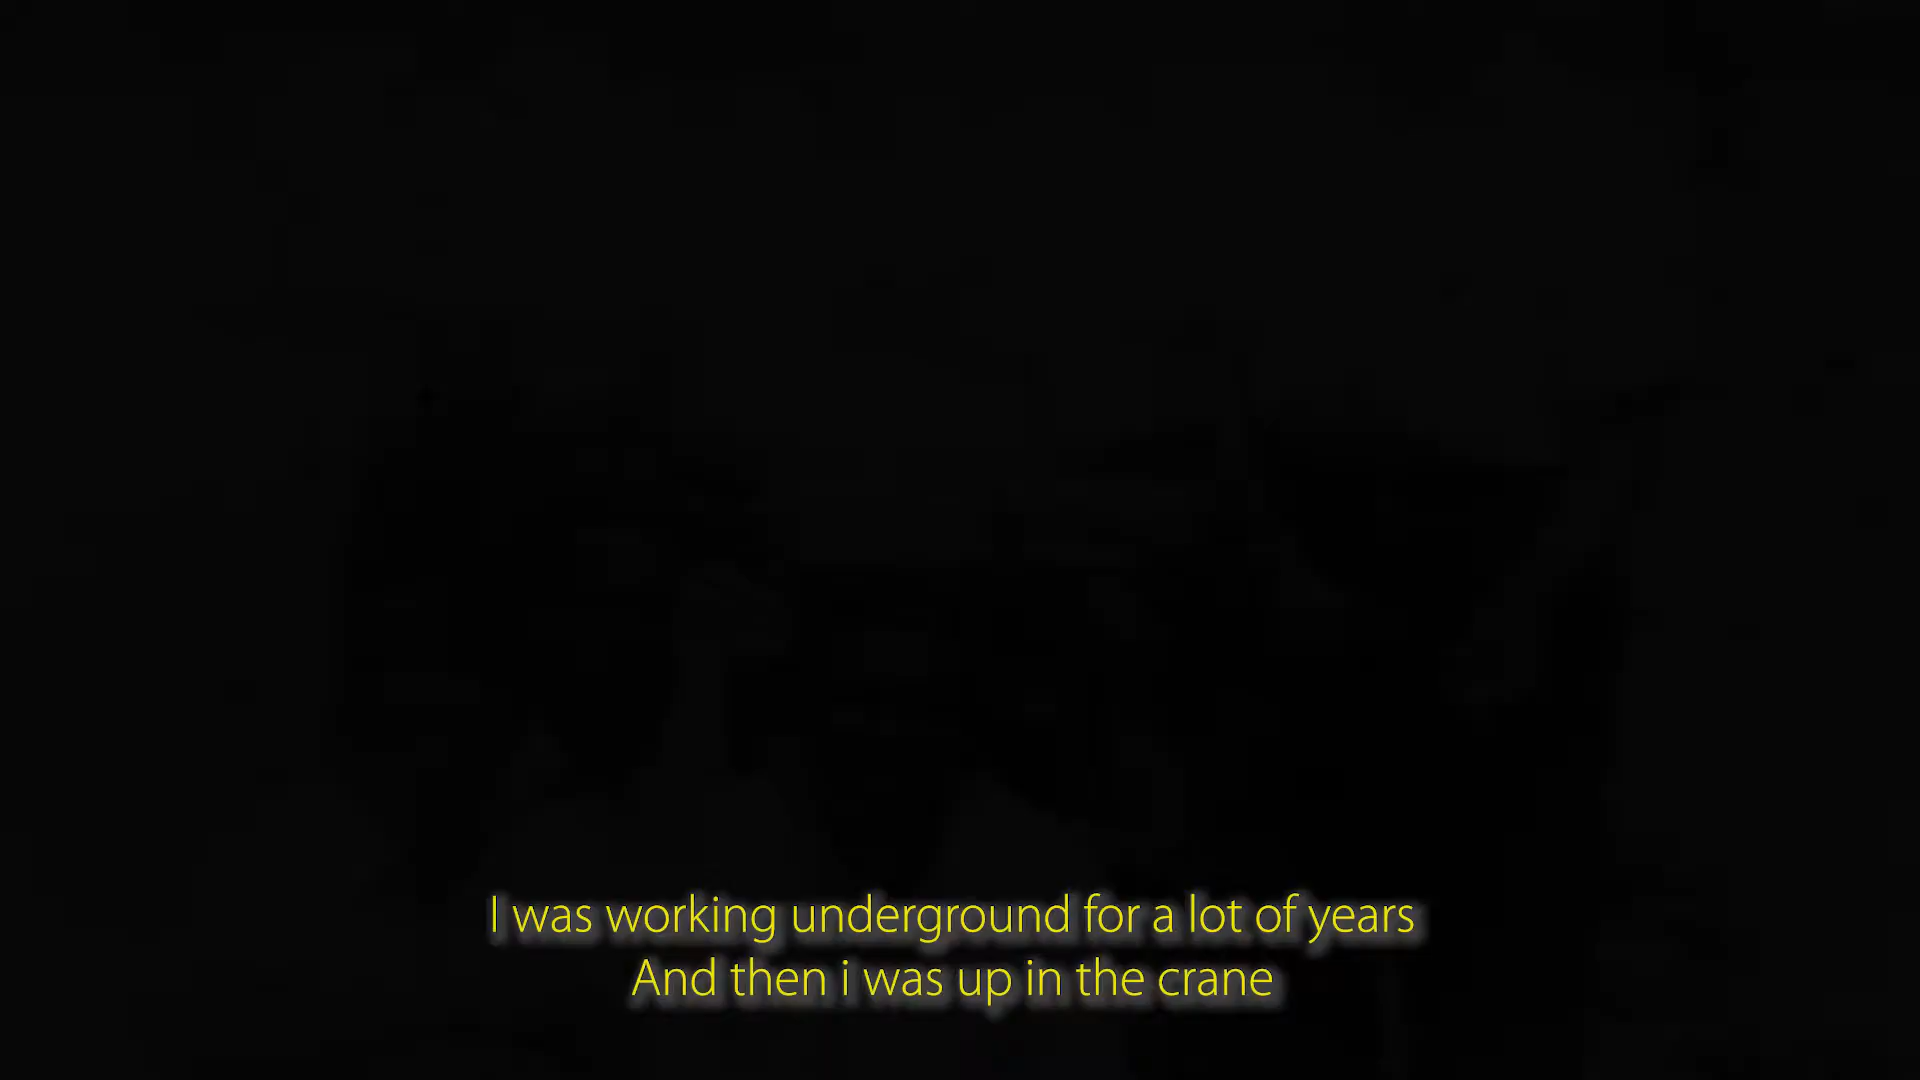 I was working underground for a lot of years
And then i was up in the crane